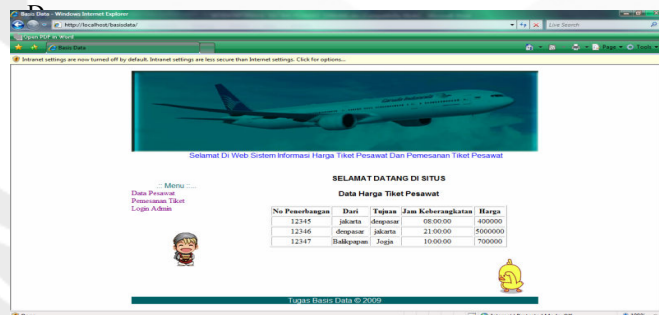 Basis Data - Windows Internet Explorer
http://localhost/basisdata/
Live Search
Open PDF in Word
Basis Data
Page
Tools
Intranet settings are now turned off by default. Intranet settings are less secure than Internet settings. Click for options...
Selamat Di Web Sistem Informasi Harga Tiket Pesawat Dan Pemesanan Tiket Pesawat
SELAMAT DATANG DI SITUS
.:: Menu ::...
Data Pesawat
Pemesanan Tiket
Login Admin
Data Harga Tiket Pesawat
No Penerbangan Dari Tujuan Jam Keberangkatan Harga
12345 jakarta denpasar 08:00:00 400000
12346 denpasar jakarta 21:00:00 5000000
12347 Balikpapan Jogja 10:00:00 700000
Tugas Basis Data © 2009